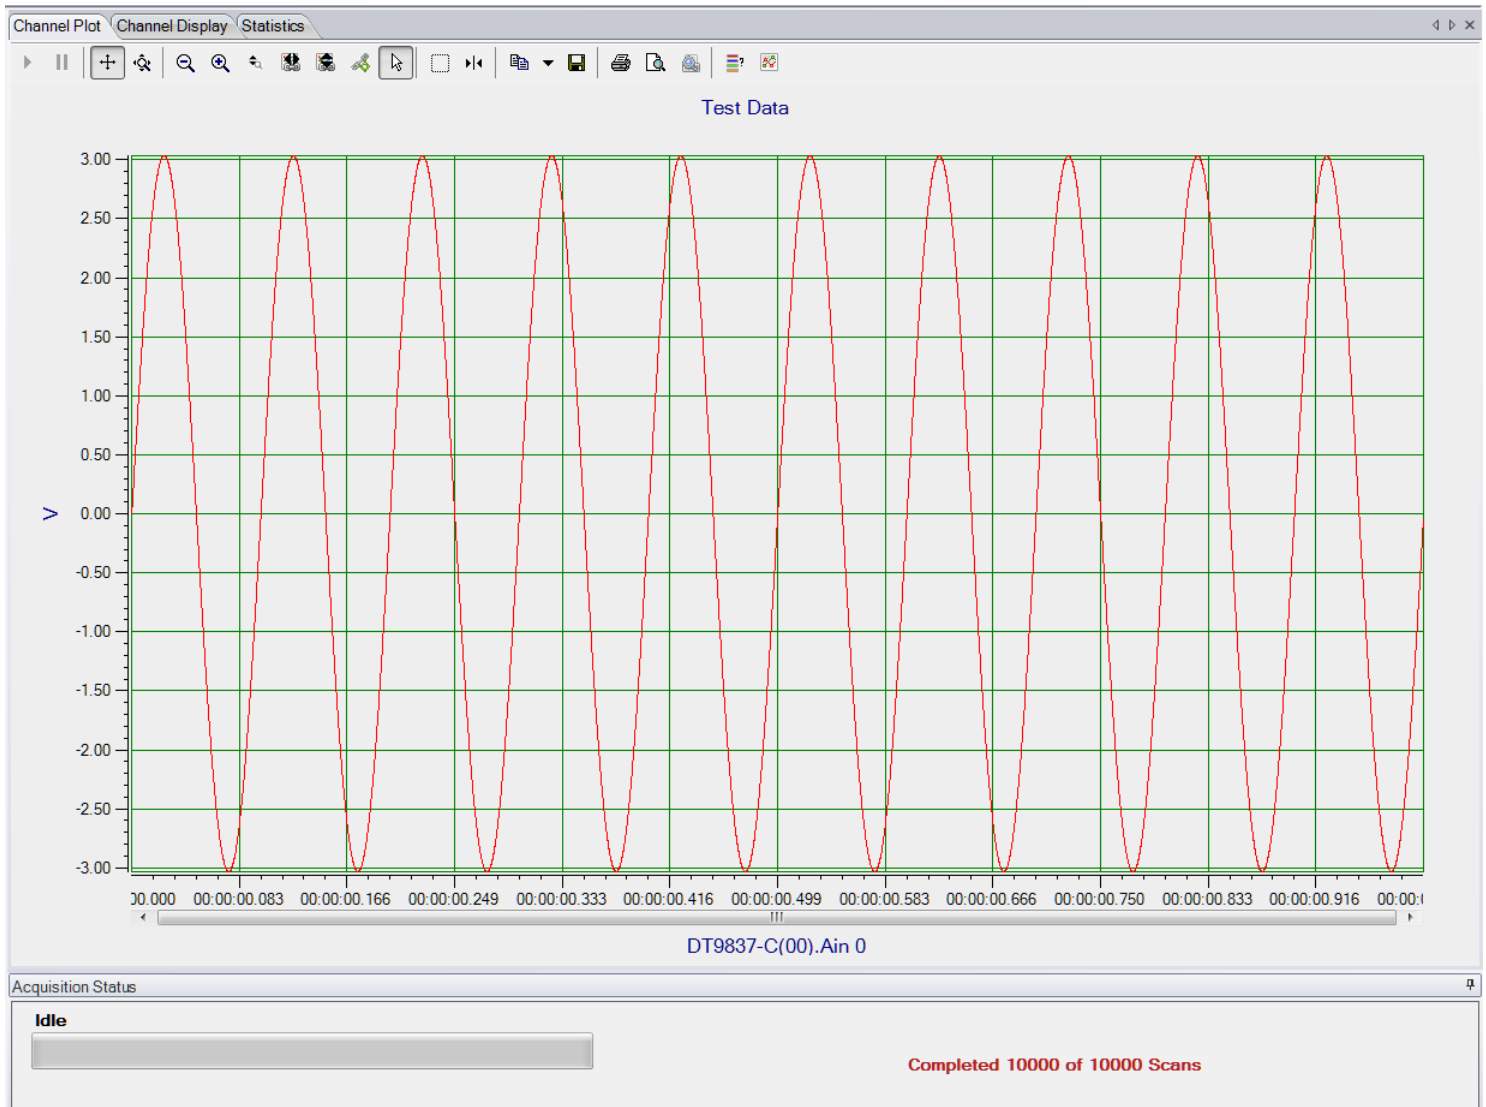 Channel Plot Channel Display Statistics
Test Data
3.00
2.50
2.00
1.50
1.00
0.50
V 0.00
-0.50
-1.00
-1.50
-2.00
-2.50
-3.00
00:00:00.083 00:00:00.166 00:00:00.249 00:00:00.333 00:00:00.416 00:00:00.499 00:00:00.583 00:00:00.666 00:00:00.750 00:00:00.833 00:00:00.916
DT9837-C(00).Ain 0
Acquisition Status
Idle
Completed 10000 of 10000 Scans